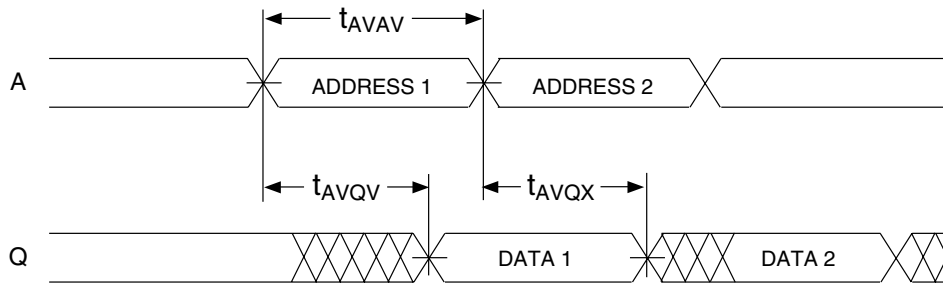 tAVAV
A ADDRESS 1 ADDRESS 2
tAVQV tAVQX
Q DATA 1 DATA 2